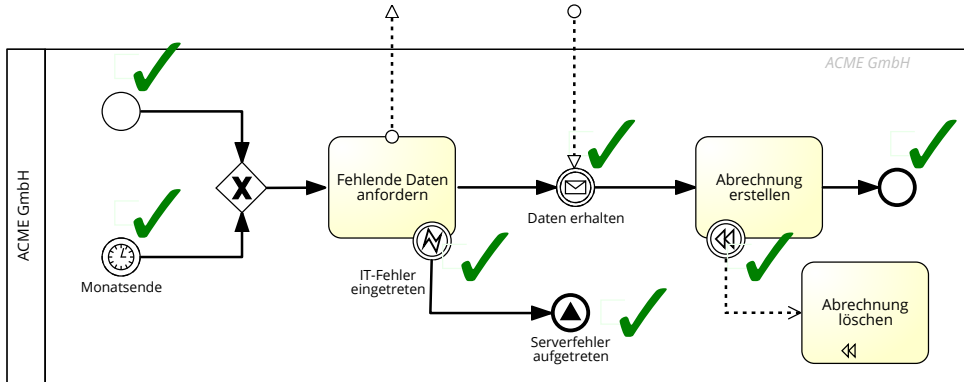 ACME GmbH
ACME GmbH
Monatsende
Fehlende Daten
anfordern
IT-Fehler
eingetreten
Daten erhalten
Serverfehler
aufgetreten
Abrechnung
erstellen
Abrechnung
löschen